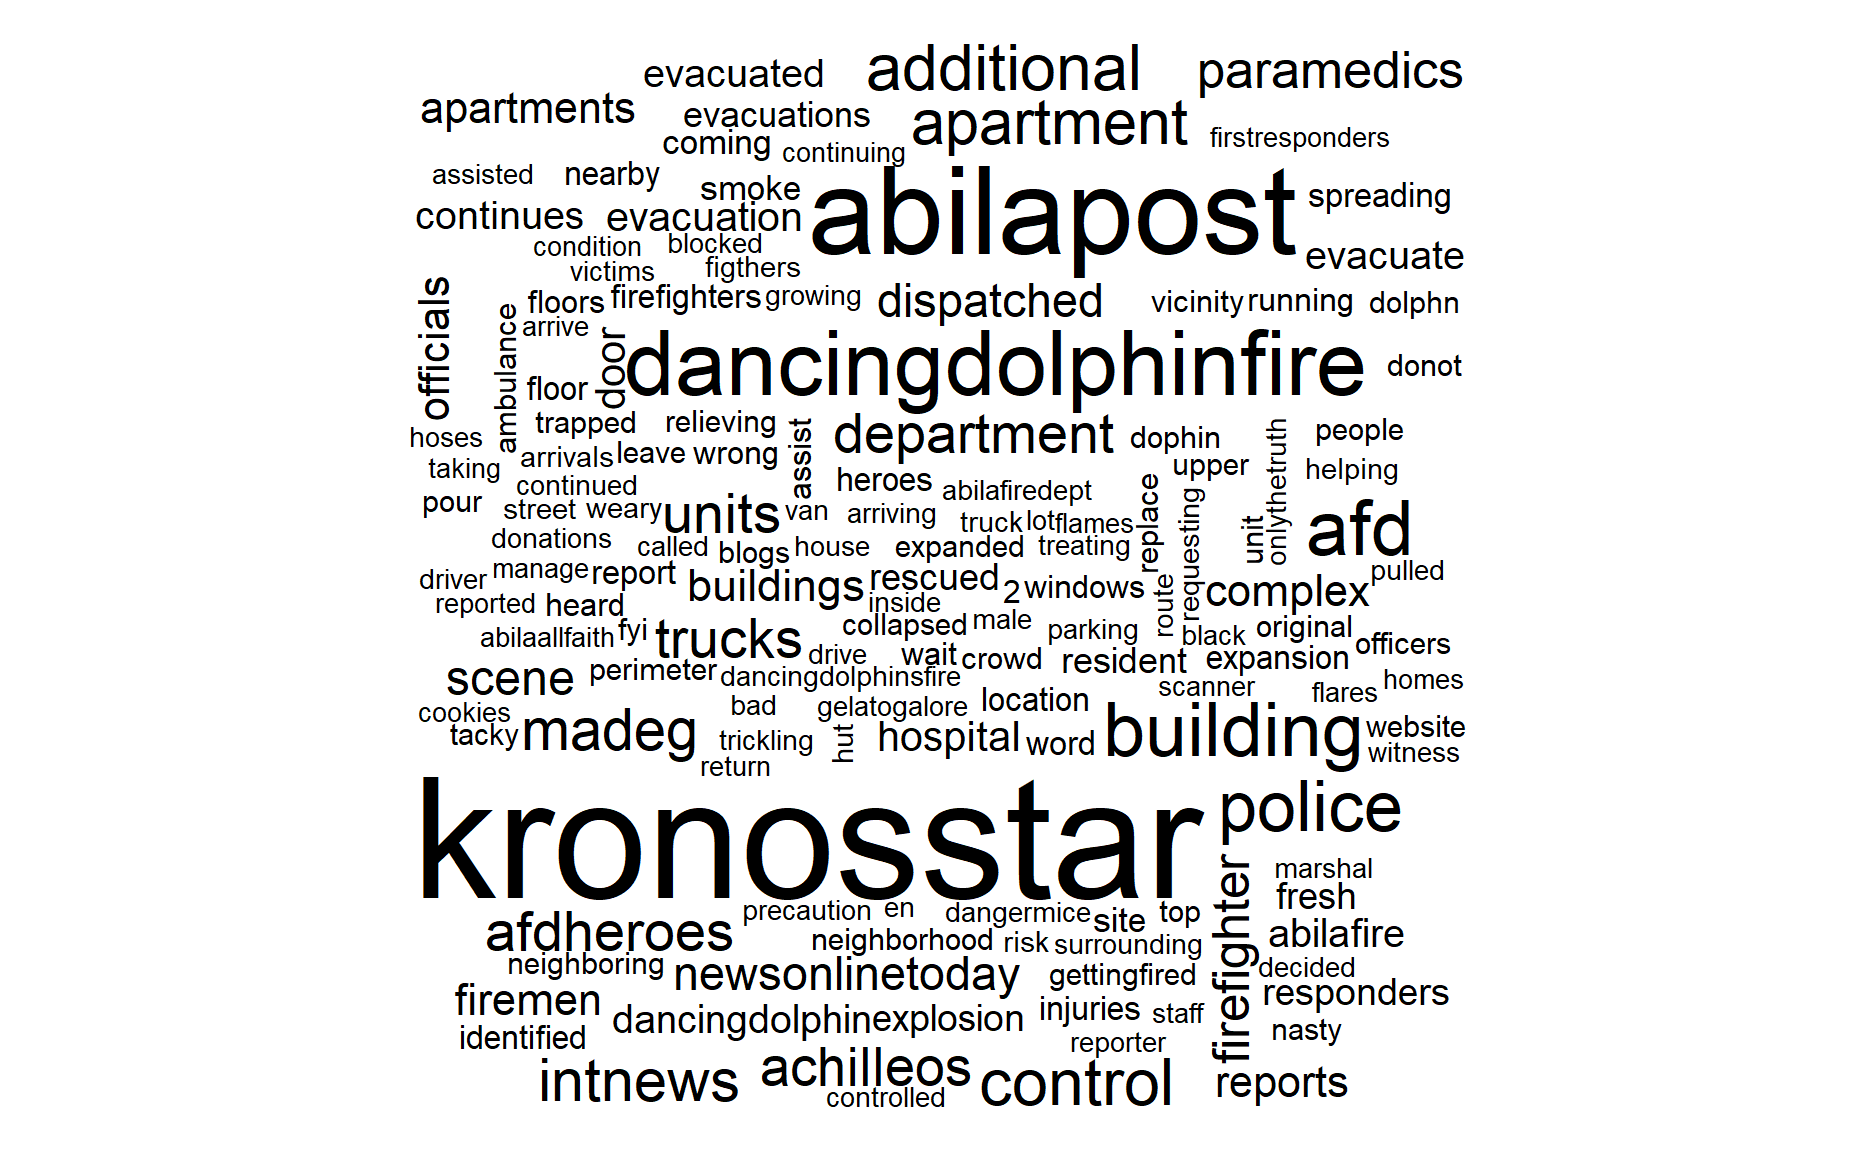 evacuated additional paramedics
apartments evacuations apartment firstresponders
coming continuing
assisted nearby smoke abilapost spreading
continues evacuation evacuate
condition blocked
victims figthers
officials floors firefighters growing dispatched vicinity running dolphn
ambulance arrive door dancingdolphinfire donot
floor
trapped relieving department dophin people
hoses arrivals leave wrong assist upper onlythetruth helping
taking continued heroes abilafiredept replace requesting
pour street weary units van arriving truck lot flames unit afd
donations called blogs house expanded treating
driver manage report buildings rescued 2 windows route complex pulled
reported heard inside
abilaallfaith fyi trucks collapsed male parking black original officers
scene perimeter drive wait crowd resident expansion
dancingdolphinsfire scanner flares homes
cookies madeg bad gelatogalore location building website
tacky trickling hut hospital word witness
return
kronosstar police
firefighter marshal
fresh
afdheroes precaution en dangermice site top abilafire
neighborhood risk surrounding
neighboring newsonlinetoday gettingfired decided
firemen dancingdolphinexplosion injuries staff responders
identified reporter nasty
intnews achilleos control reports
controlled